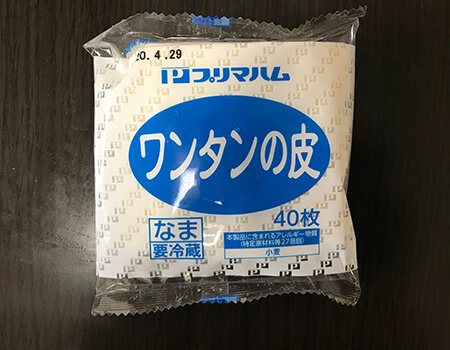 20.4.29
プリマハム
ワンタンの皮
40枚
なま
要冷蔵
本製品に含まれるアレルギー物質
(特定原材料等27品目)
小麦